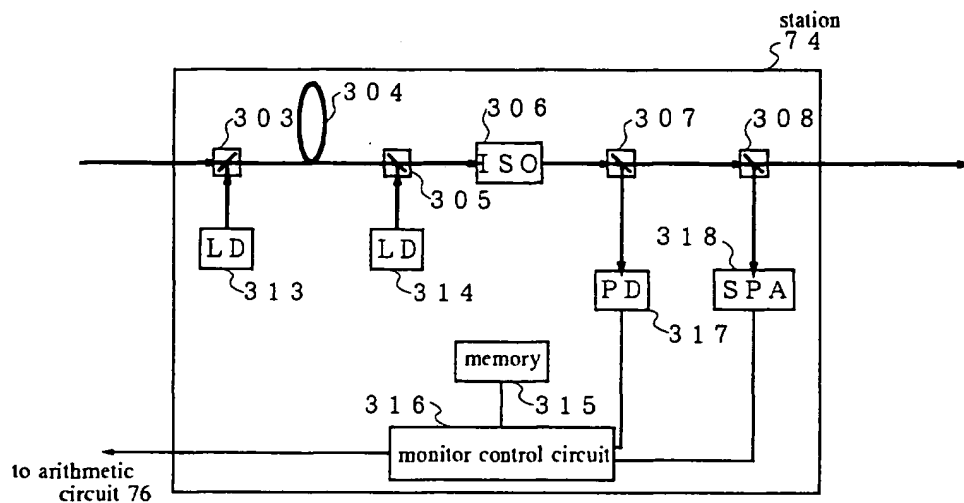 station
74
304
303
306
307
308
ISO
305
LD
LD
318
313
314
PD
SPA
317
memory
316
315
monitor control circuit
to arithmetic
circuit 76